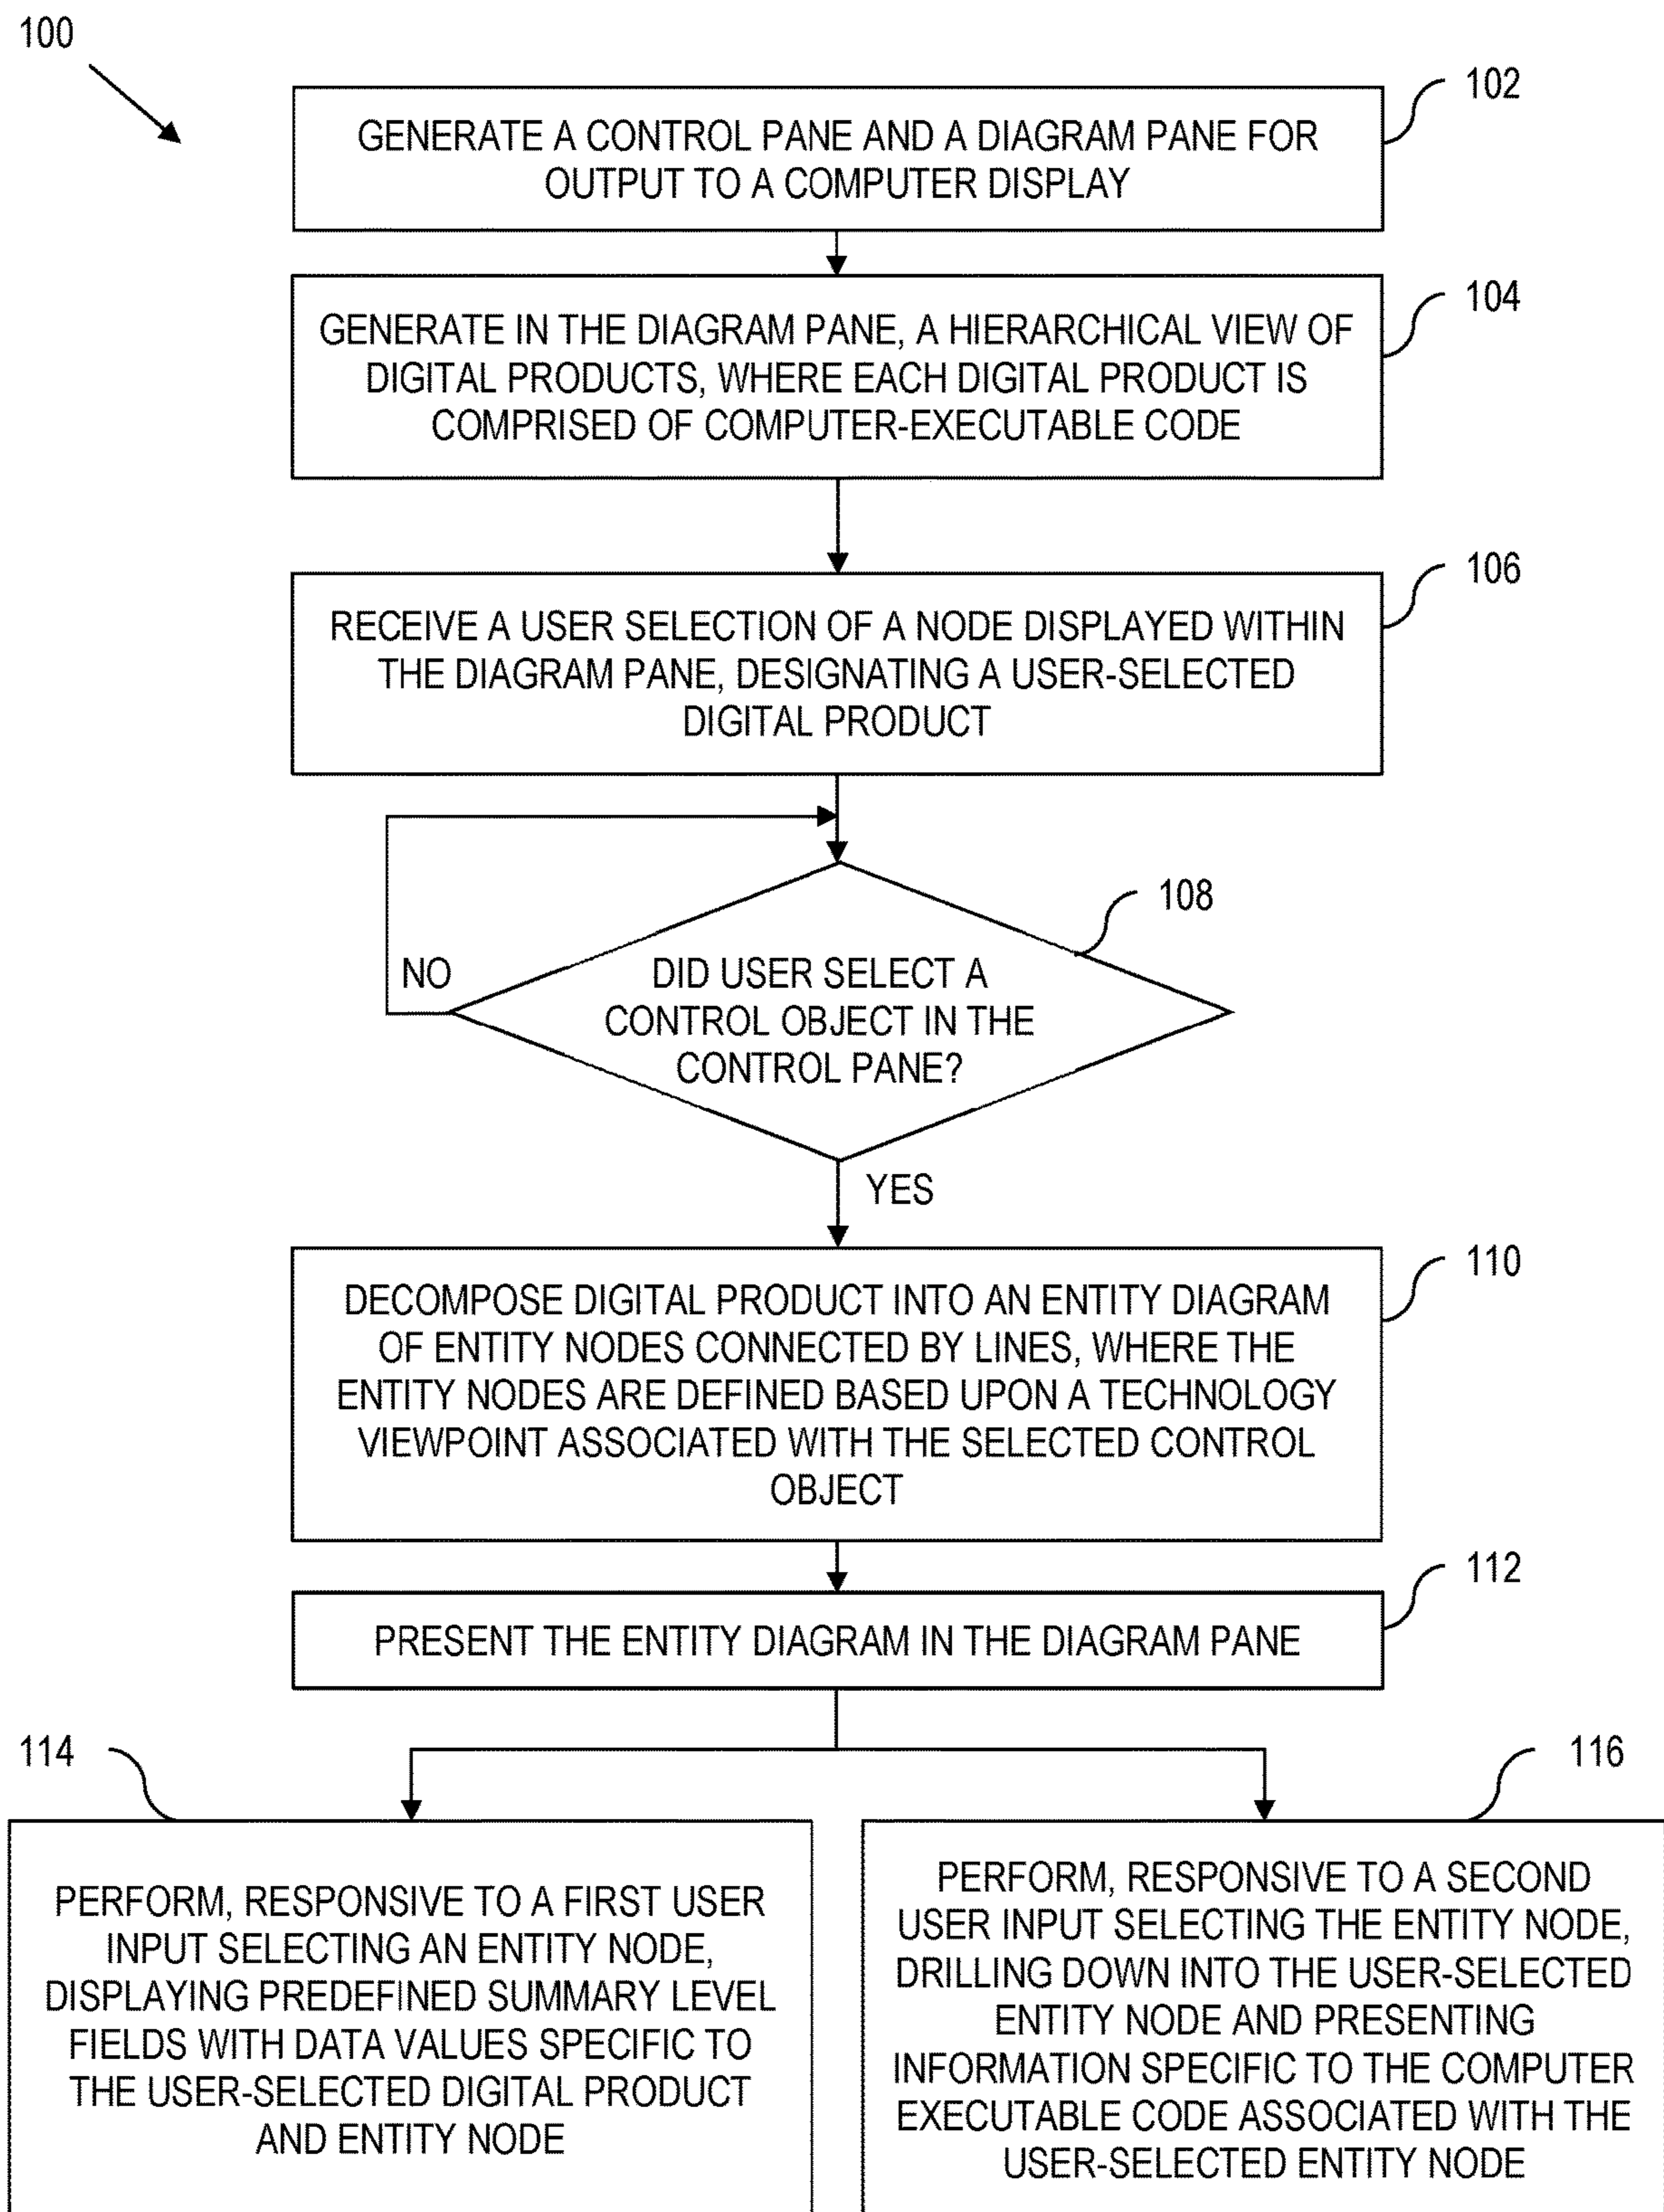 100
102
GENERATE A CONTROL PANE AND A DIAGRAM PANE FOR
OUTPUT TO A COMPUTER DISPLAY
104
GENERATE IN THE DIAGRAM PANE, A HIERARCHICAL VIEW OF
DIGITAL PRODUCTS, WHERE EACH DIGITAL PRODUCT IS
COMPRISED OF COMPUTER-EXECUTABLE CODE
106
RECEIVE A USER SELECTION OF A NODE DISPLAYED WITHIN
THE DIAGRAM PANE, DESIGNATING A USER-SELECTED
DIGITAL PRODUCT
108
NO
DID USER SELECT A
CONTROL OBJECT IN THE
CONTROL PANE?
YES
110
DECOMPOSE DIGITAL PRODUCT INTO AN ENTITY DIAGRAM
OF ENTITY NODES CONNECTED BY LINES, WHERE THE
ENTITY NODES ARE DEFINED BASED UPON A TECHNOLOGY
VIEWPOINT ASSOCIATED WITH THE SELECTED CONTROL
OBJECT
112
PRESENT THE ENTITY DIAGRAM IN THE DIAGRAM PANE
114
PERFORM, RESPONSIVE TO A FIRST USER
INPUT SELECTING AN ENTITY NODE,
DISPLAYING PREDEFINED SUMMARY LEVEL
FIELDS WITH DATA VALUES SPECIFIC TO
THE USER-SELECTED DIGITAL PRODUCT
AND ENTITY NODE
116
PERFORM, RESPONSIVE TO A SECOND
USER INPUT SELECTING THE ENTITY NODE,
DRILLING DOWN INTO THE USER-SELECTED
ENTITY NODE AND PRESENTING
INFORMATION SPECIFIC TO THE COMPUTER
EXECUTABLE CODE ASSOCIATED WITH THE
USER-SELECTED ENTITY NODE